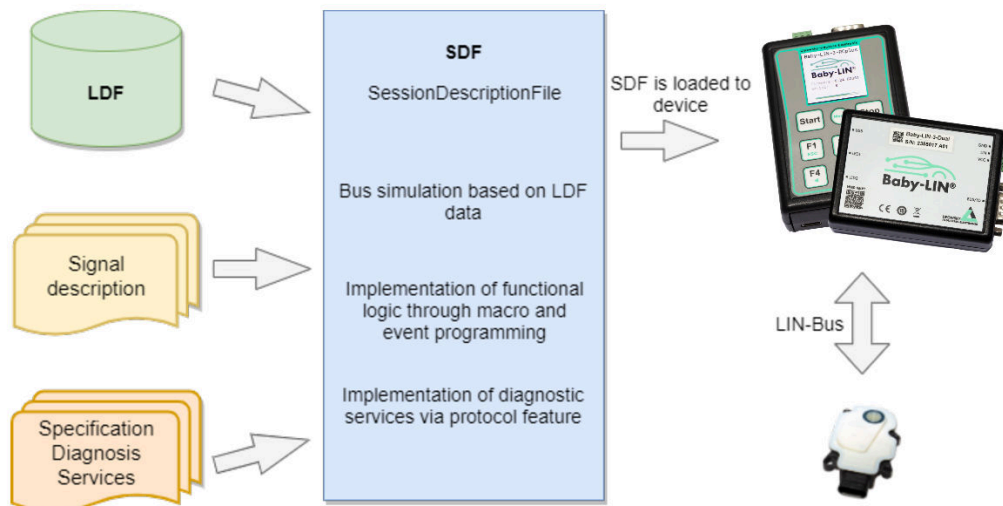 LDF
Signal
description
Specification
Diagnosis
Services
SDF
SessionDescriptionFile
Bus simulation based on LDF
data
Implementation of functional
logic through macro and
event programming
Implementation of diagnostic
services via protocol feature
SDF is loaded to
device
Baby-LIN®
Start
Stop
F1
F4
Baby-LIN-3-Dual
Baby-LIN®
LIN-Bus